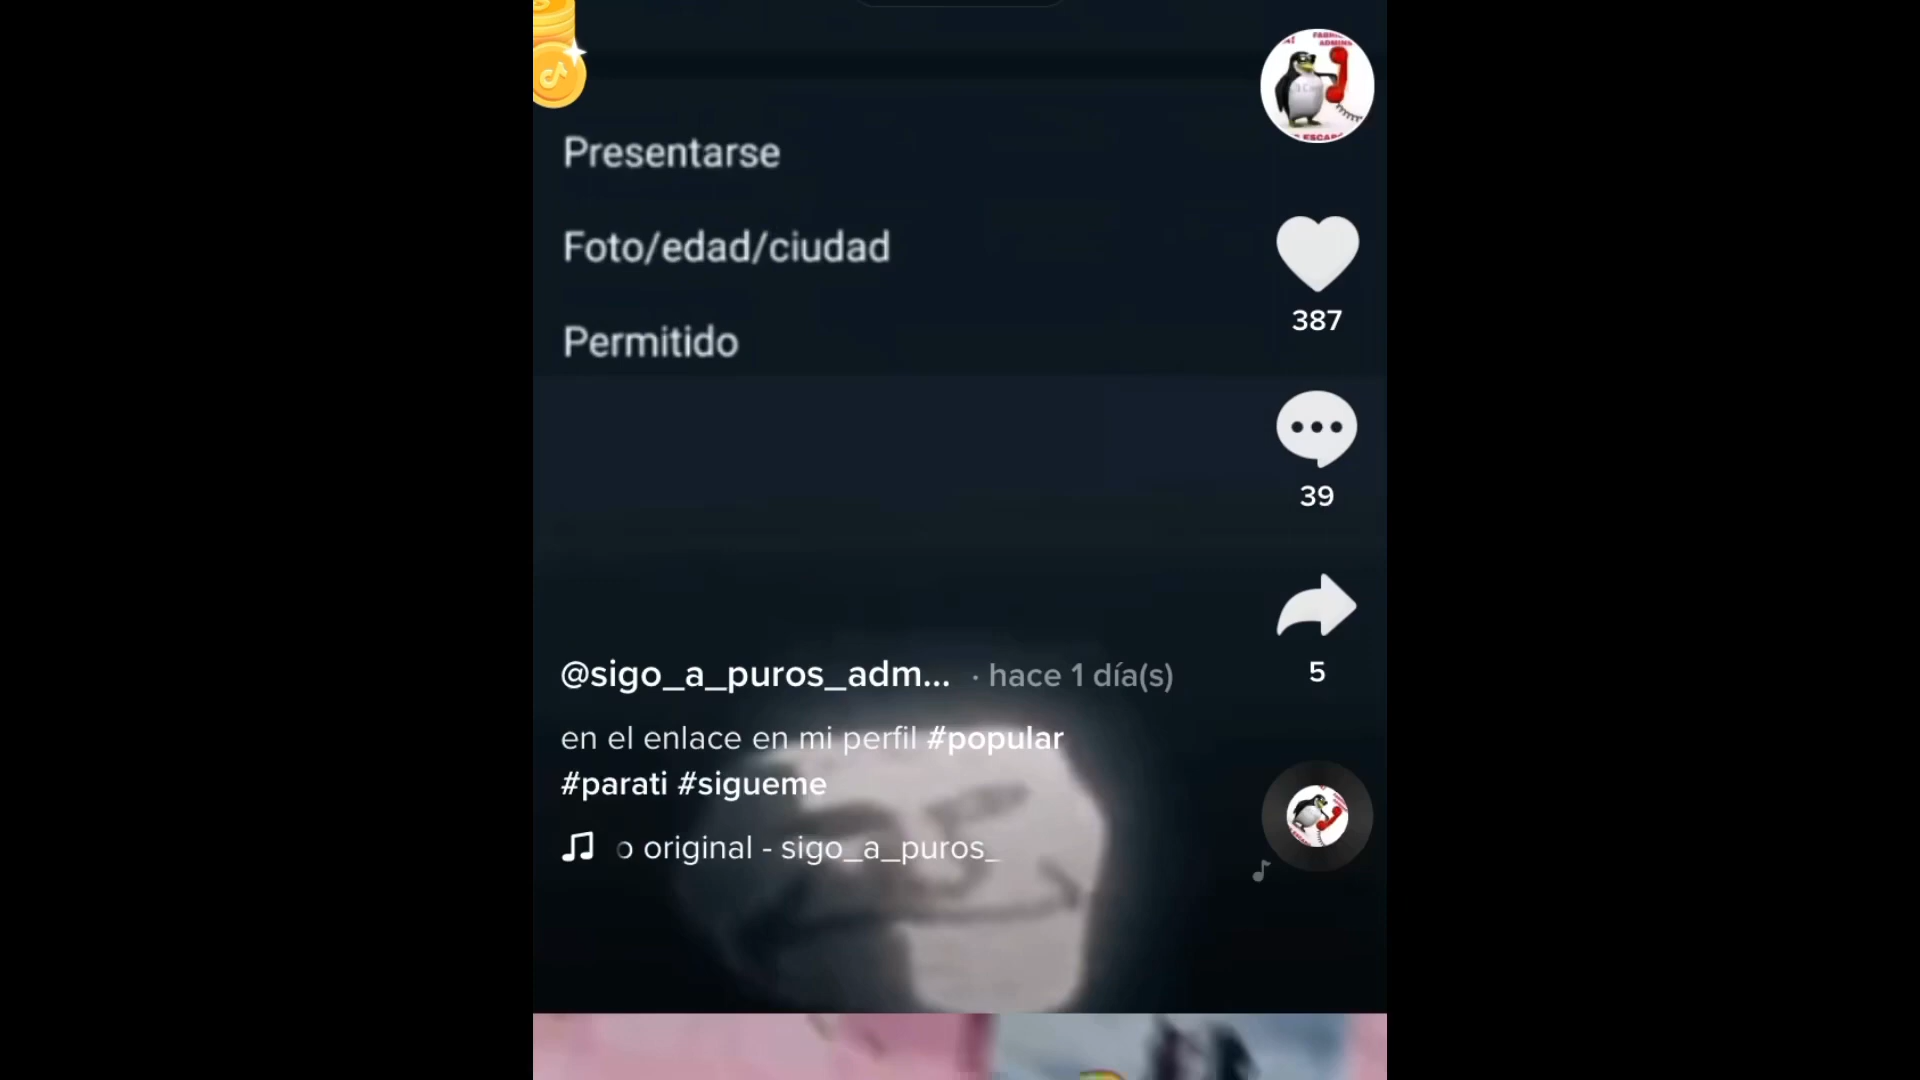 Presentarse
Foto/edad/ciudad
Permitido
387
39
5
@sigo_a_puros_adm... · hace 1 día(s)
en el enlace en mi perfil #popular
#parati #sigueme
o original - sigo_a_puros_